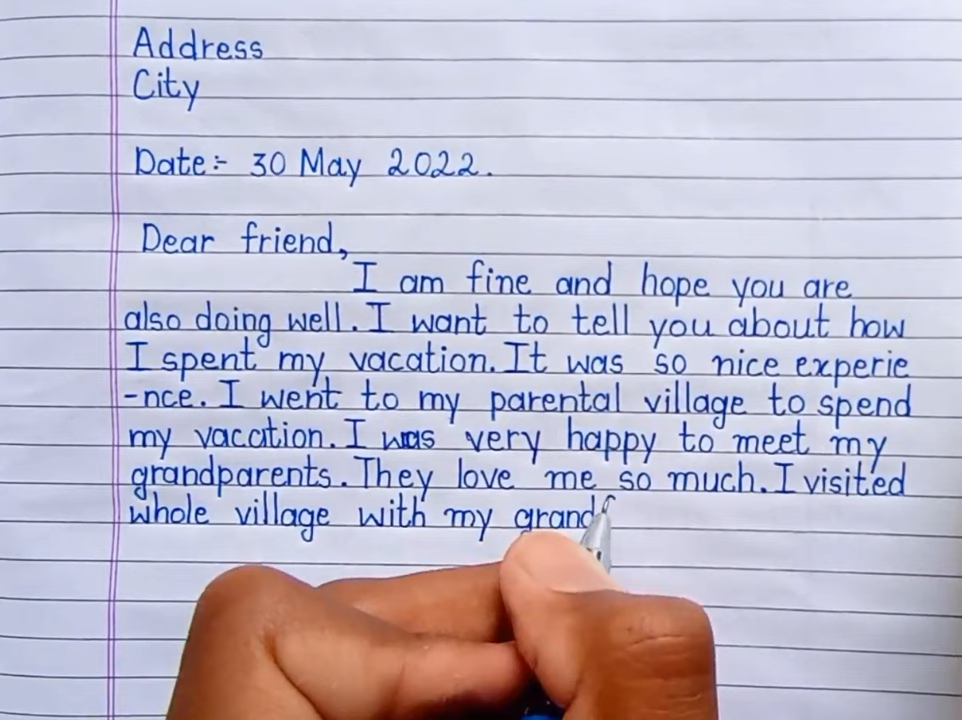 Address
City
Date:- 30 May 2022.
Dear friend,
I am fine and hope you are
also doing well. I want to tell you about how
I spent my vacation. It was so nice experie
-nce. I went to my parental village to spend
my vacation. I was very happy to meet my
grandparents. They love me so much. I visited
whole village with my grandf